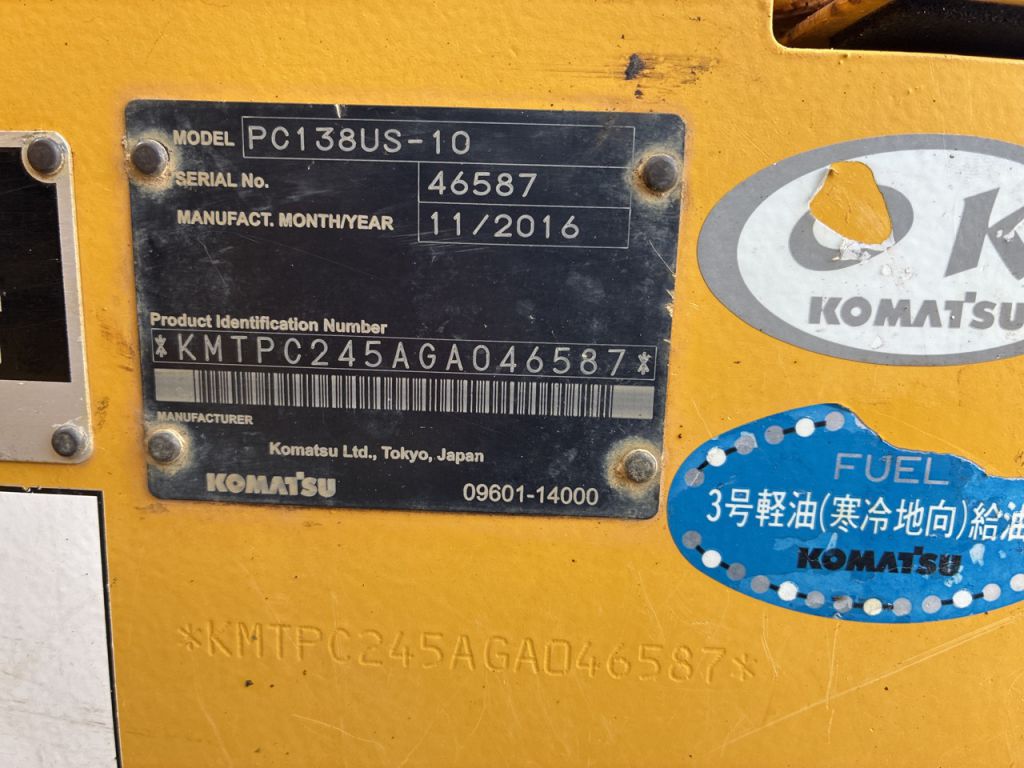 MODEL PC138US-10
SERIAL No. 46587
MANUFACT. MONTH/YEAR 11/2016
Product Identification Number
*KMTPC245AGA046587*
MANUFACTURER
Komatsu Ltd., Tokyo, Japan
KOMATSU 09601-14000
KOMATSU
FUEL
3号軽油(寒冷地向)給油
KOMATSU
*KMTPC245AGA046587*